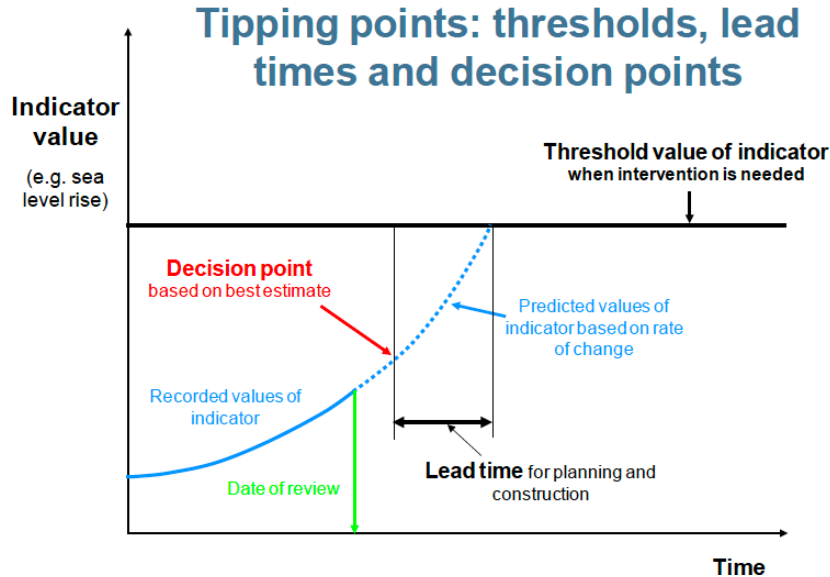 Tipping points: thresholds, lead
times and decision points
Indicator
value
(e.g. sea
level rise)
Threshold value of indicator
when intervention is needed
Decision point
based on best estimate
Predicted values of
indicator based on rate
of change
Recorded values of
indicator
Lead time for planning and
construction
Date of review
Time